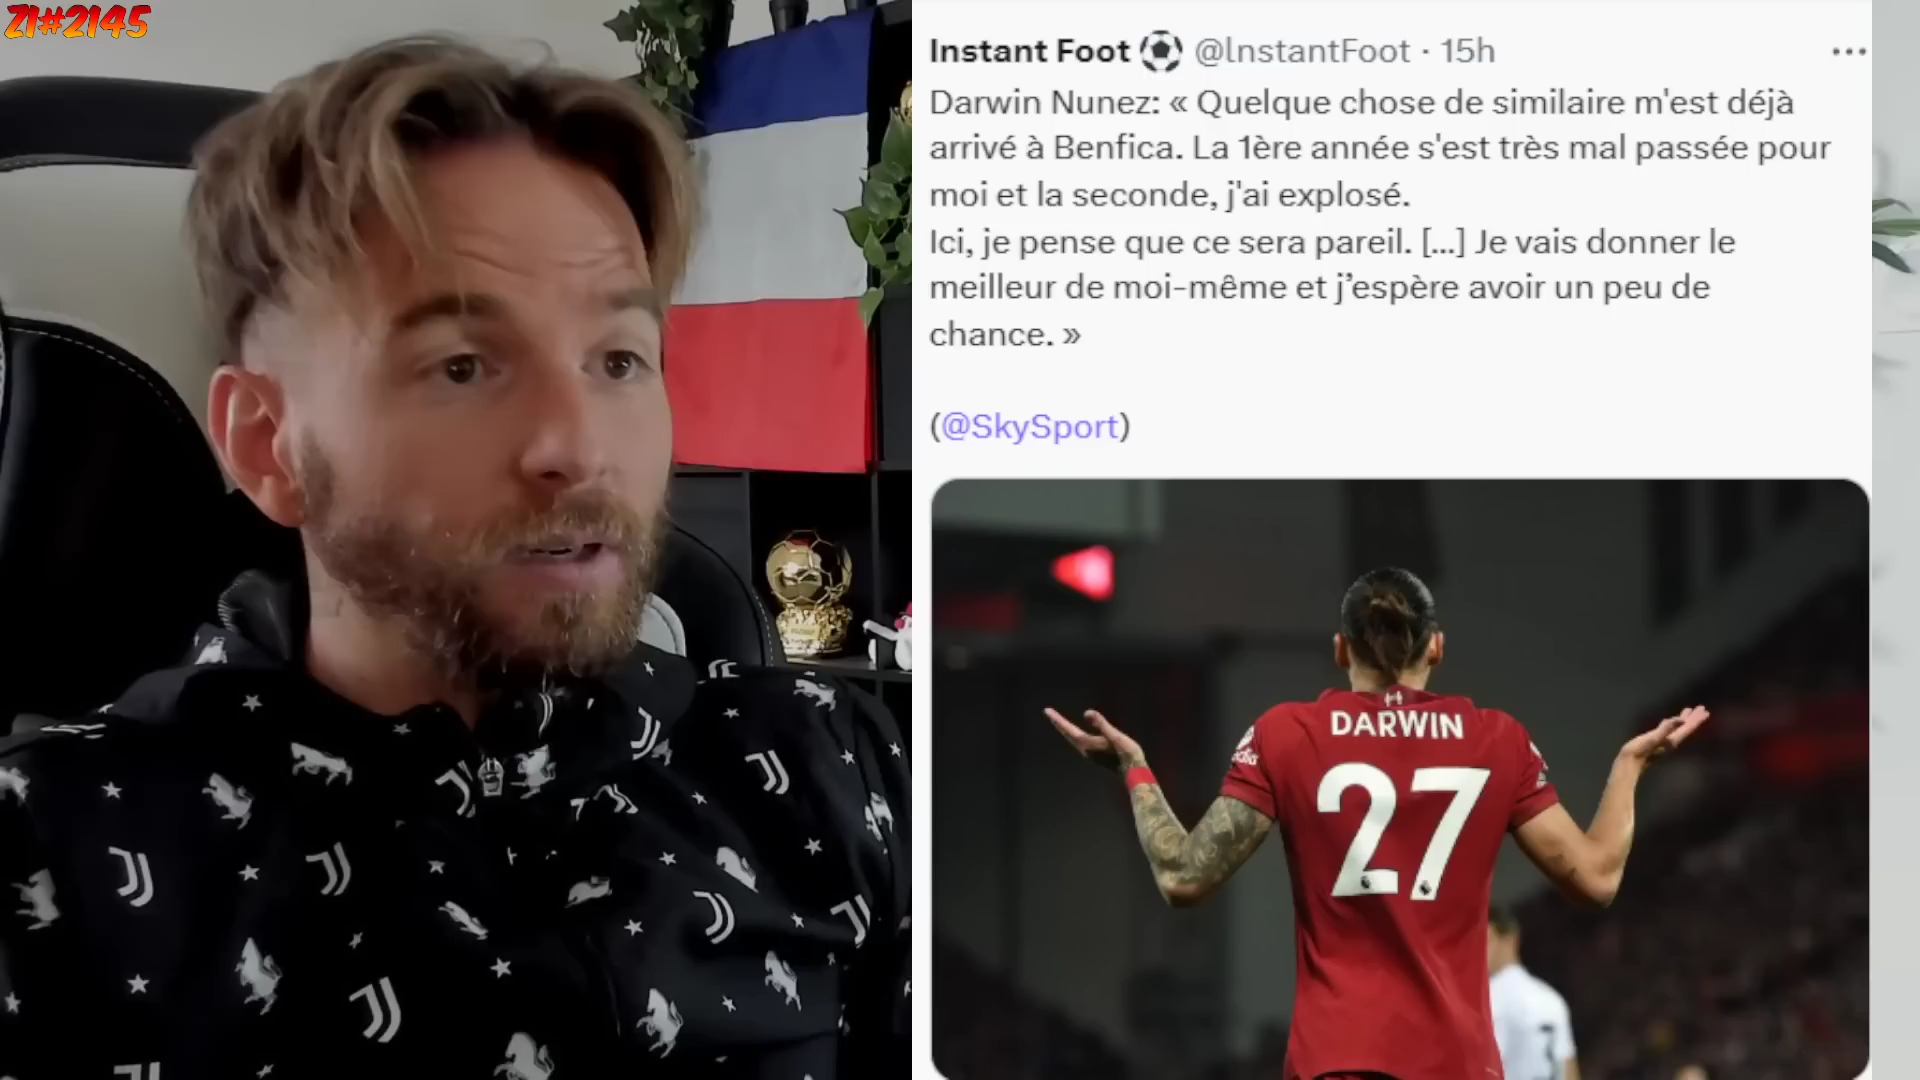 Z1#2145
Instant Foot @lnstantFoot · 15h
Darwin Nunez: « Quelque chose de similaire m'est déjà
arrivé à Benfica. La 1ère année s'est très mal passée pour
moi et la seconde, j'ai explosé.
Ici, je pense que ce sera pareil. [...] Je vais donner le
meilleur de moi-même et j’espère avoir un peu de
chance. »
(@SkySport)
DARWIN
27